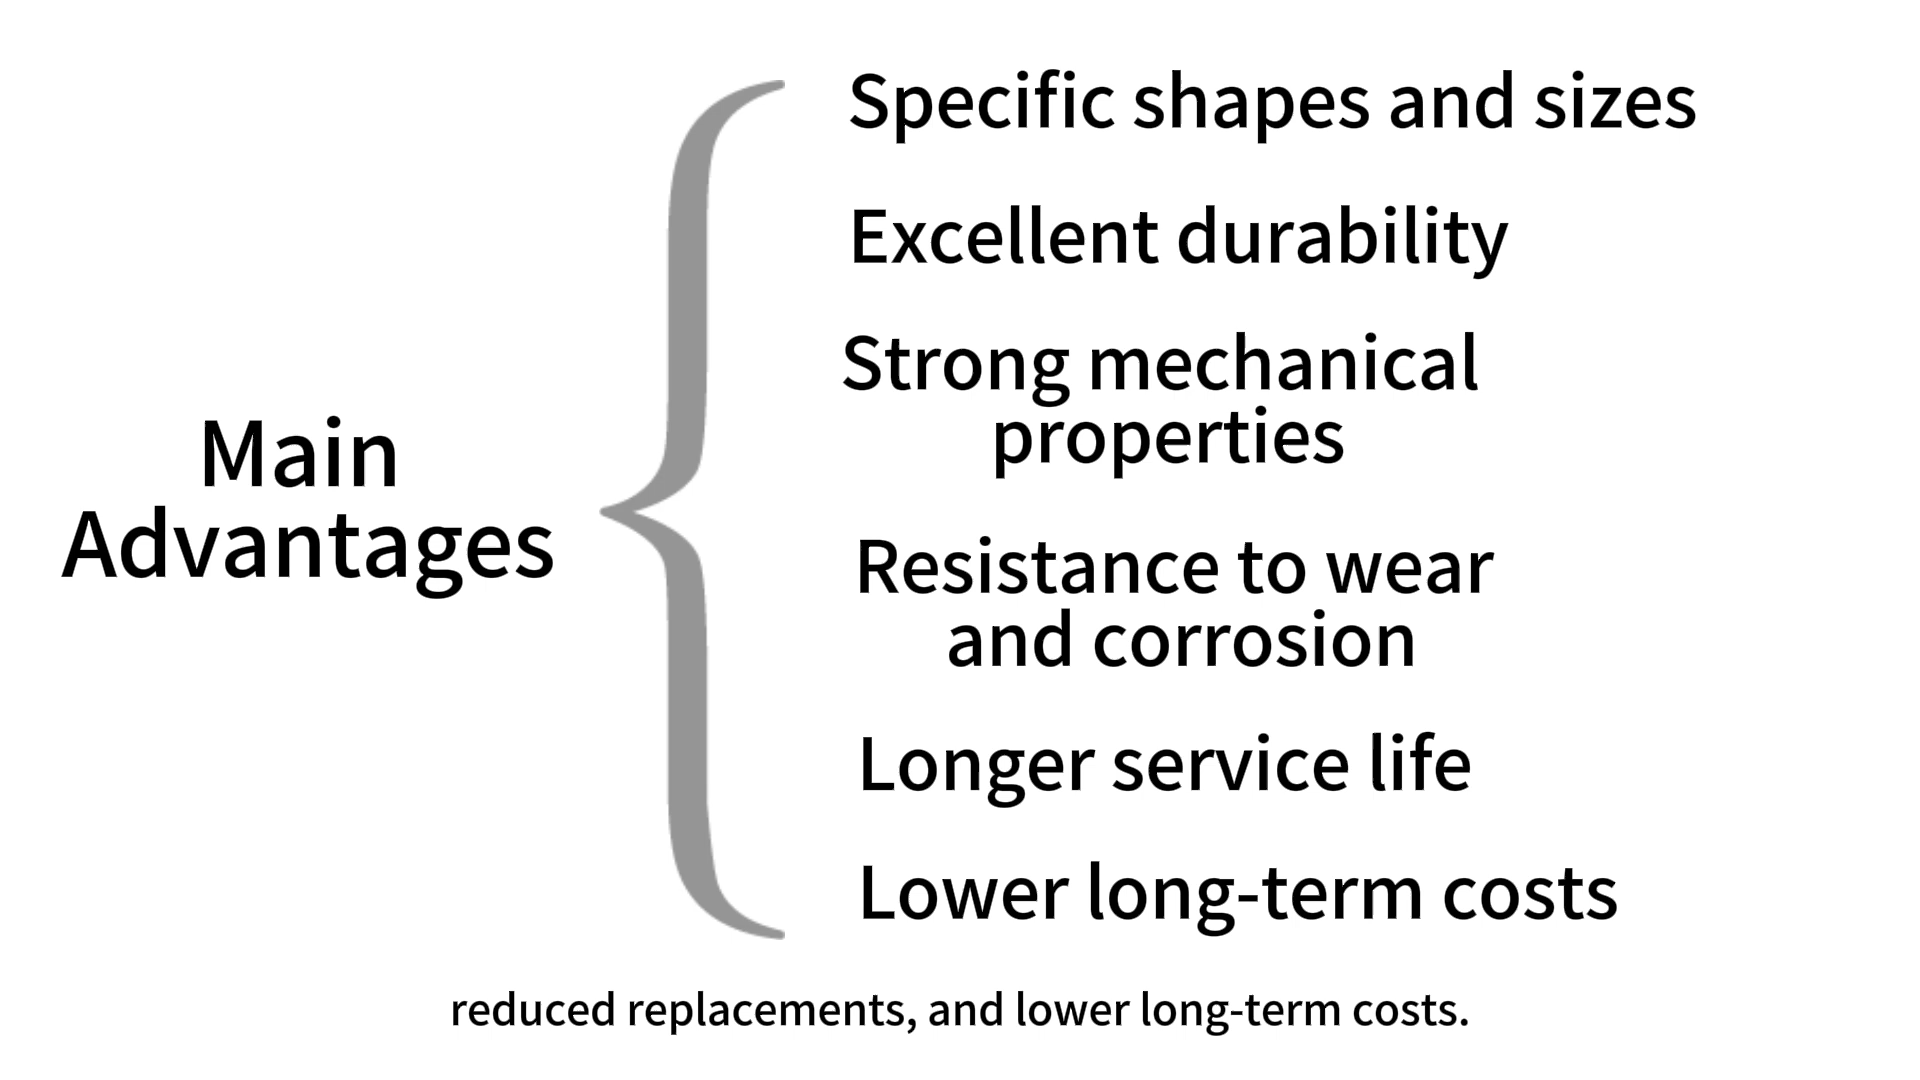 Main
Advantages
Specific shapes and sizes
Excellent durability
Strong mechanical
properties
Resistance to wear
and corrosion
Longer service life
Lower long-term costs
reduced replacements, and lower long-term costs.